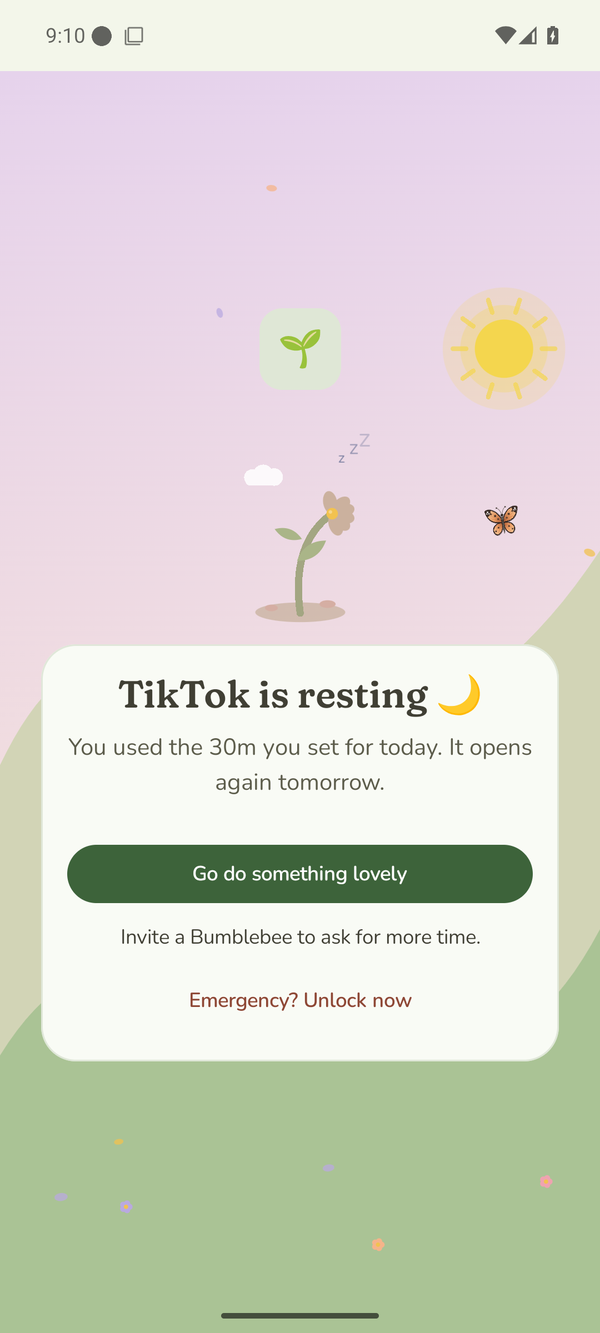 9:10
z z Z
TikTok is resting 🌙
You used the 30m you set for today. It opens
again tomorrow.
Go do something lovely
Invite a Bumblebee to ask for more time.
Emergency? Unlock now